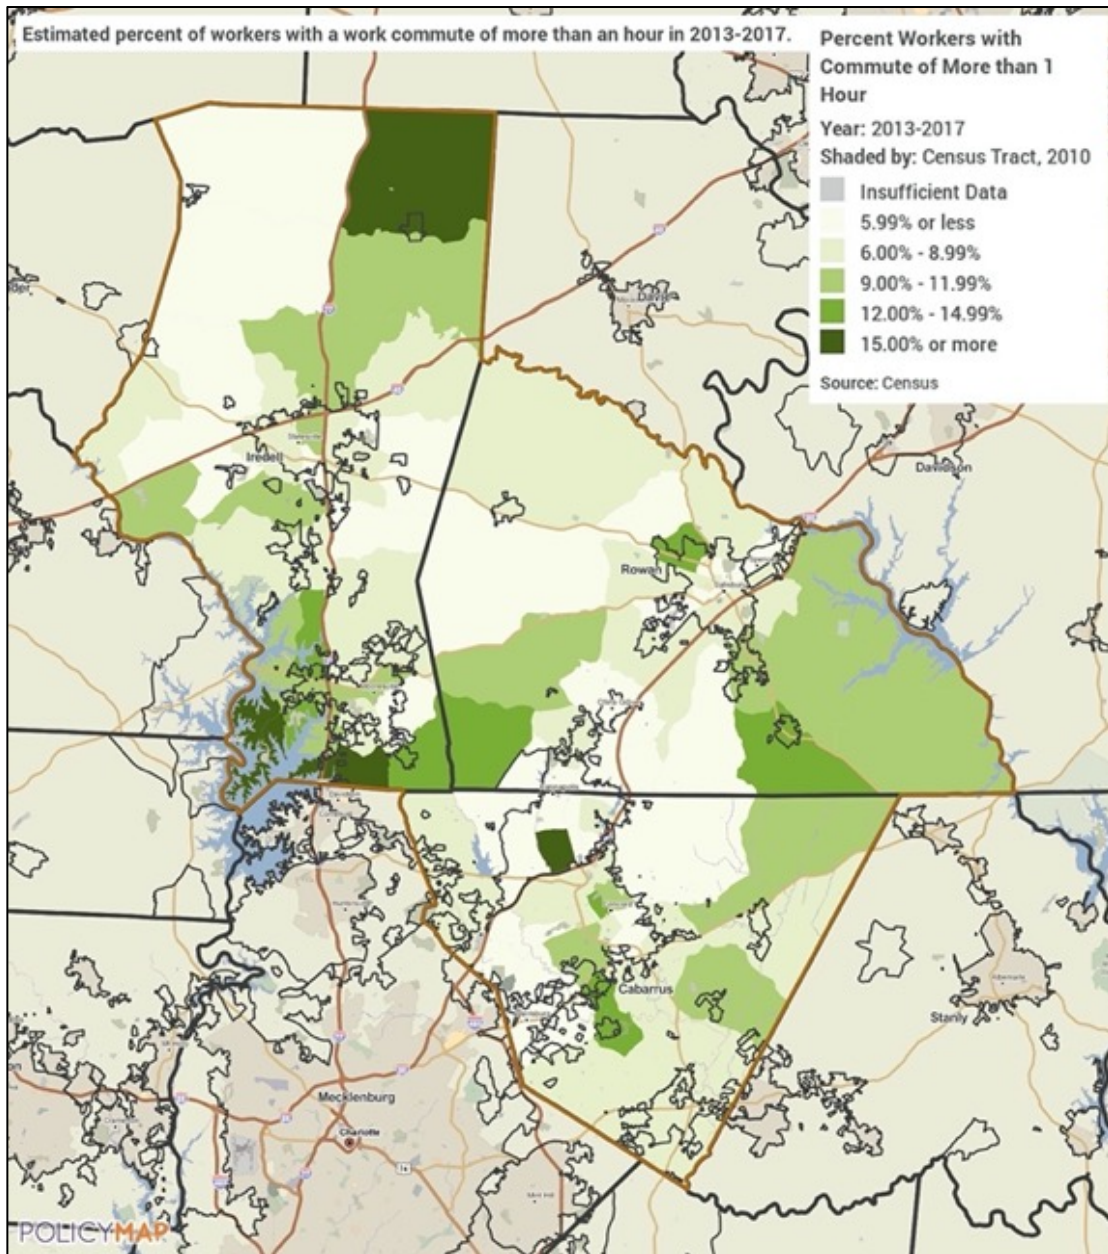 Estimated percent of workers with a work commute of more than an hour in 2013-2017.
Percent Workers with
Commute of More than 1
Hour
Year: 2013-2017
Shaded by: Census Tract, 2010
Insufficient Data
5.99% or less
6.00% - 8.99%
9.00% - 11.99%
12.00% - 14.99%
15.00% or more
Source: Census
Davie
Iredell
Davidson
Rowan
Cabarrus
Stanly
Mecklenburg
Charlotte
POLICYMAP